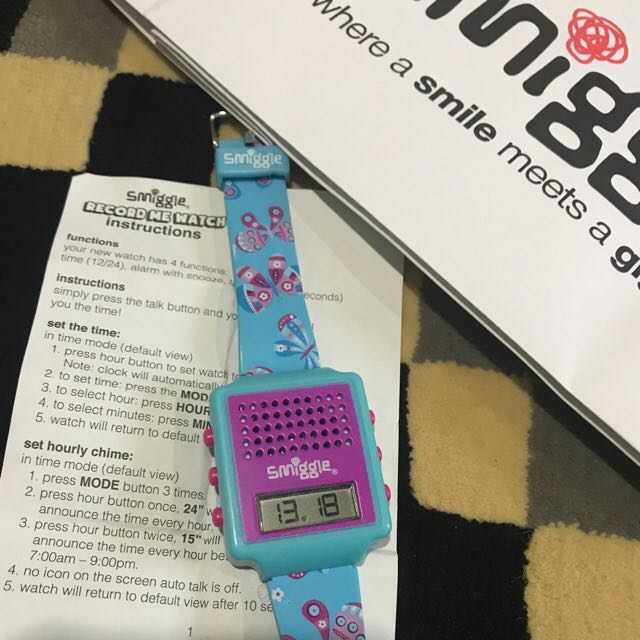 smiggle
where a smile meets a
smiggle
smiggle
RECORD ME WATCH
instructions
functions
your new watch has 4 functions:
time (12/24), alarm with snooze,
seconds)
instructions
simply press the talk button and
you the time!
set the time:
in time mode (default view)
1. press hour button to set watch
Note: clock will automatically
2. to set time: press the
3. to select hour: press HOUR
4. to select minutes: press
5. watch will return to default
smiggle
13.18
set hourly chime:
in time mode (default view)
1. press MODE button 3 times
2. press hour button once, 24"
announce the time every hour
3. press hour button twice, 15" will
announce the time every hour
7:00am – 9:00pm.
4. no icon on the screen auto talk is off.
5. watch will return to default view after 10
1